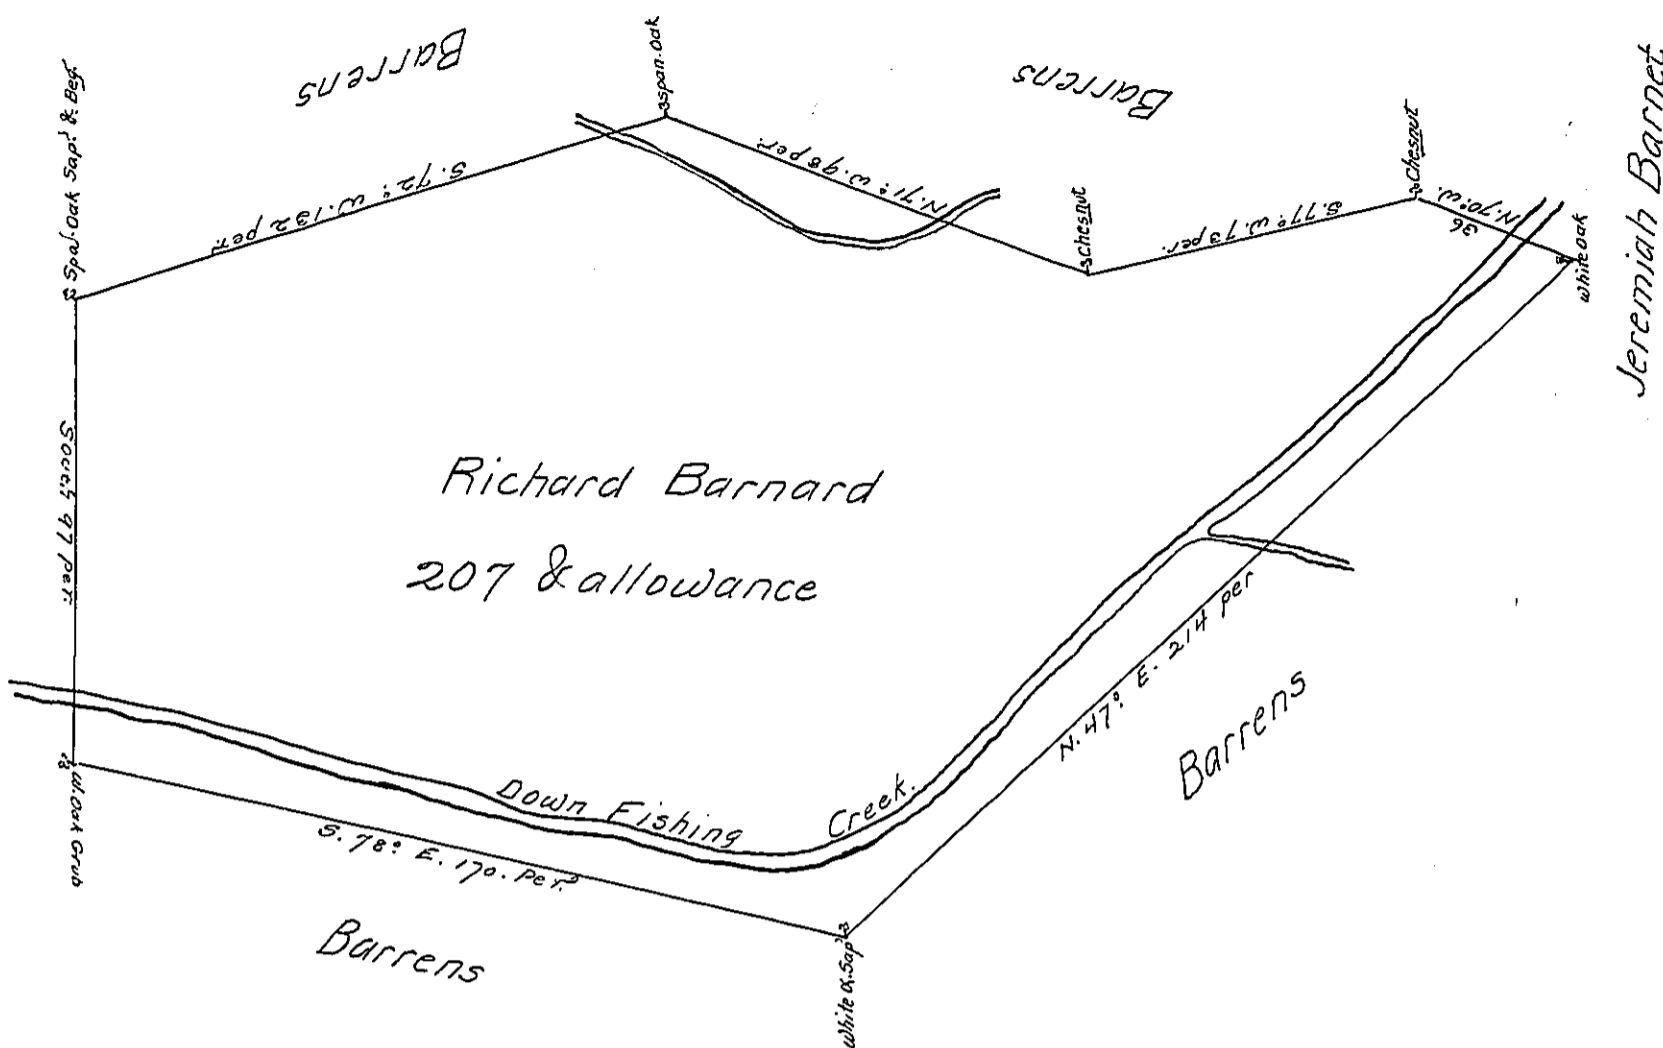 Barrens
Barrens
Jeremiah Barnet
Spa'. Oak Sap'. & Beg.
S. 72° W. 132 per.
span. Oak
N. 71° W. 98 per.
Chesnut
S. 77° W. 73 per.
Chesnut
N. 70° W.
36
White oak
South 97 per.
Richard Barnard
207 & allowance
N. 47° E. 214 per
Barrens
Down Fishing Creek.
W. Oak Grub
S. 78° E. 170. Per.
White O. Sap'.
Barrens